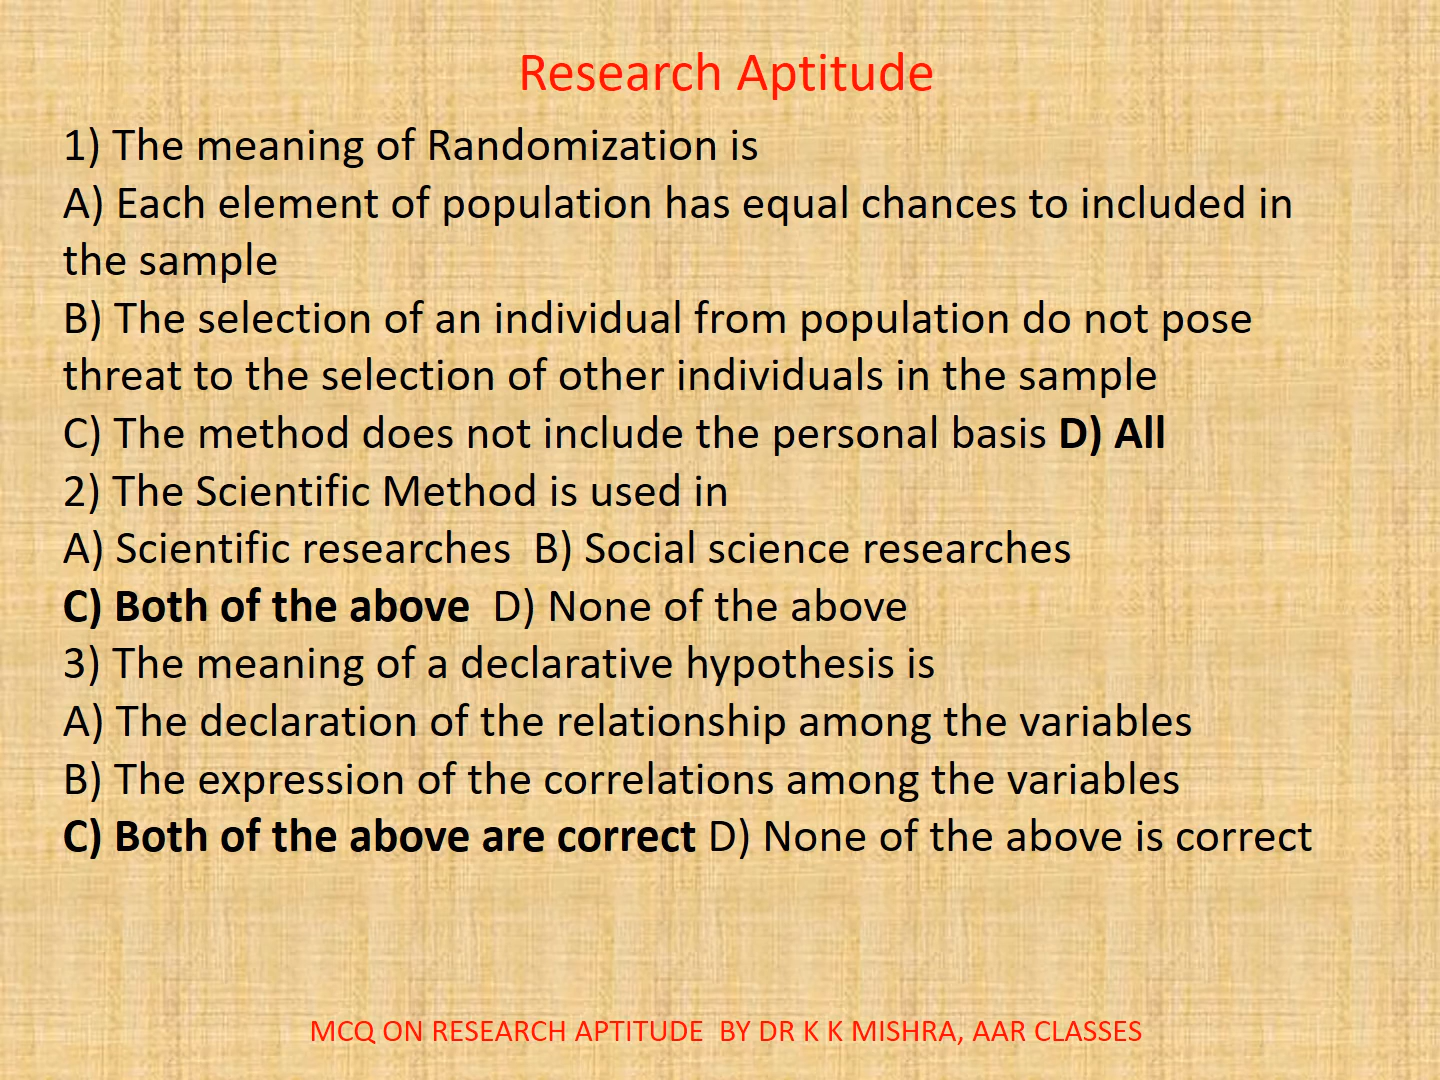 Research Aptitude
1) The meaning of Randomization is
A) Each element of population has equal chances to included in
the sample
B) The selection of an individual from population do not pose
threat to the selection of other individuals in the sample
C) The method does not include the personal basis D) All
2) The Scientific Method is used in
A) Scientific researches  B) Social science researches
C) Both of the above  D) None of the above
3) The meaning of a declarative hypothesis is
A) The declaration of the relationship among the variables
B) The expression of the correlations among the variables
C) Both of the above are correct D) None of the above is correct
MCQ ON RESEARCH APTITUDE  BY DR K K MISHRA, AAR CLASSES